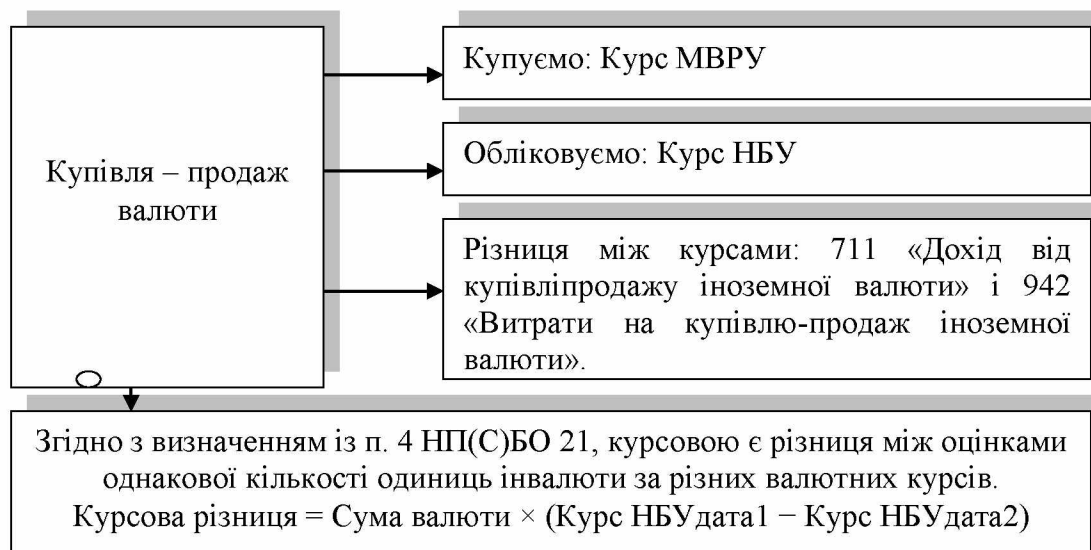 Купівля – продаж
валюти
Купуємо: Курс МВРУ
Обліковуємо: Курс НБУ
Різниця між курсами: 711 «Дохід від
купівліпродажу іноземної валюти» і 942
«Витрати на купівлю-продаж іноземної
валюти».
Згідно з визначенням із п. 4 НП(С)БО 21, курсовою є різниця між оцінками
однакової кількості одиниць інвалюти за різних валютних курсів.
Курсова різниця = Сума валюти × (Курс НБУдата1 − Курс НБУдата2)